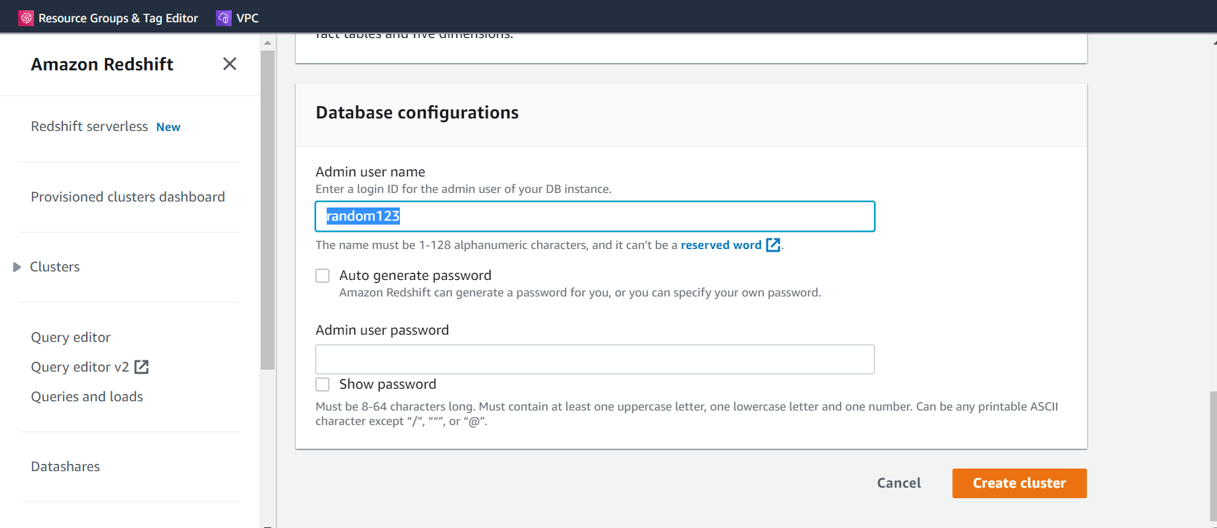 Resource Groups & Tag Editor VPC
Amazon Redshift
Redshift serverless New
Provisioned clusters dashboard
Clusters
Query editor
Query editor v2
Queries and loads
Datashares
fact tables and five dimensions.
Database configurations
Admin user name
Enter a login ID for the admin user of your DB instance.
random123
The name must be 1-128 alphanumeric characters, and it can't be a reserved word.
Auto generate password
Amazon Redshift can generate a password for you, or you can specify your own password.
Admin user password
Show password
Must be 8-64 characters long. Must contain at least one uppercase letter, one lowercase letter and one number. Can be any printable ASCII
character except “/”, “““, or “@”.
Cancel Create cluster